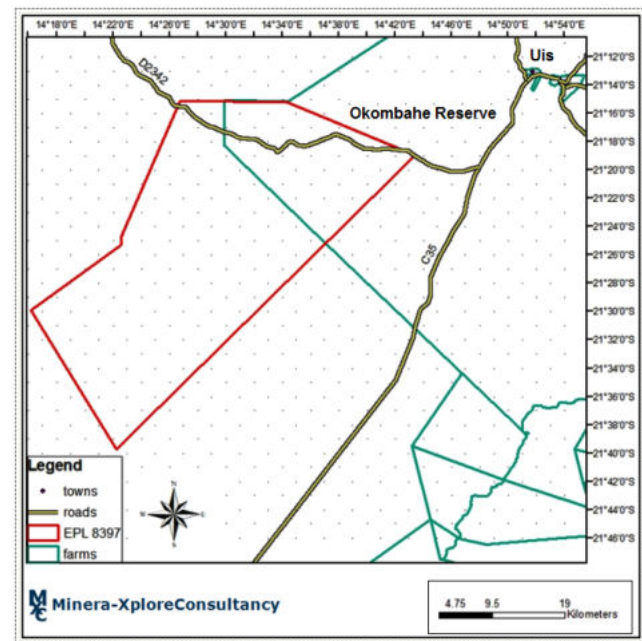 14°18'0"E 14°22'0"E 14°26'0"E 14°30'0"E 14°34'0"E 14°38'0"E 14°42'0"E 14°46'0"E 14°50'0"E 14°54'0"E
Uis
21°12'0"S
D2342
21°14'0"S
Okombahe Reserve
21°16'0"S
21°18'0"S
21°20'0"S
21°22'0"S
21°24'0"S
C35
21°26'0"S
21°28'0"S
21°30'0"S
21°32'0"S
21°34'0"S
21°36'0"S
21°38'0"S
21°40'0"S
21°42'0"S
21°44'0"S
21°46'0"S
Legend
towns
roads
EPL 8397
farms
N
W E
S
MXC Minera-XploreConsultancy
4.75 9.5 19
Kilometers